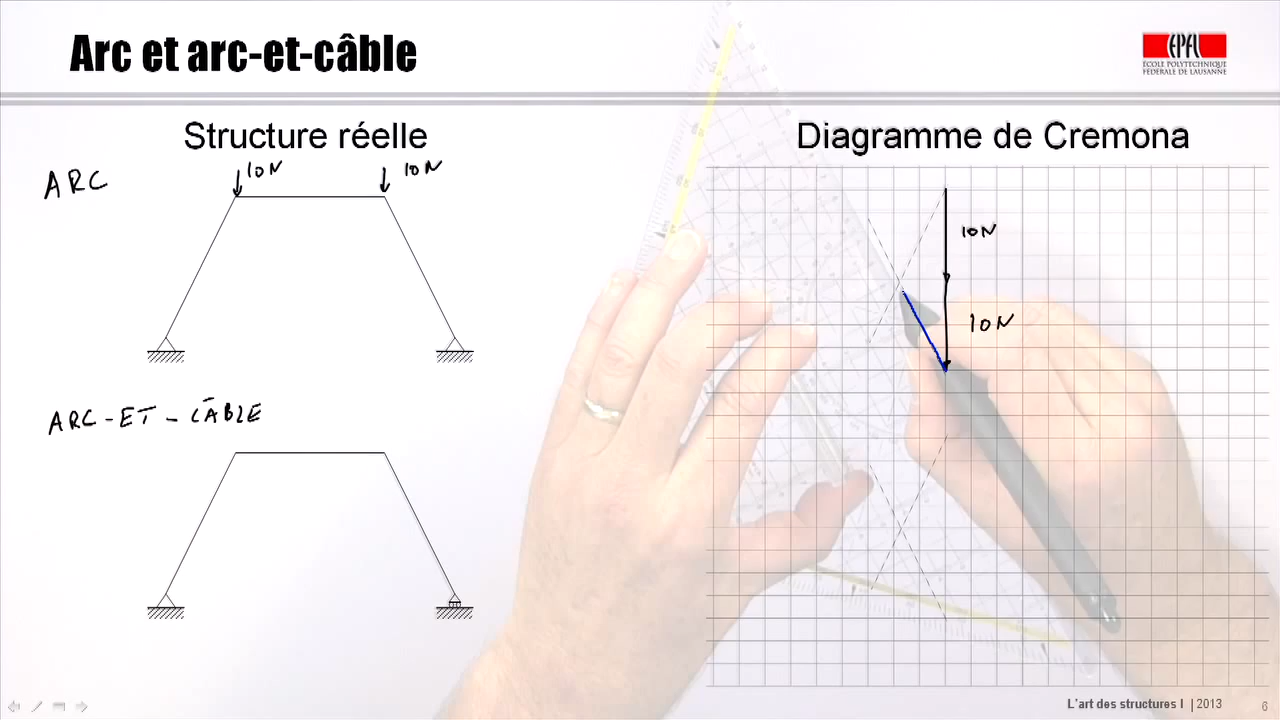 Arc et arc-et-câble
EPFL
ÉCOLE POLYTECHNIQUE
FÉDÉRALE DE LAUSANNE
Structure réelle
Diagramme de Cremona
ARC
10N
10N
10N
10N
ARC-ET-CÂBLE
L'art des structures I | 2013
6